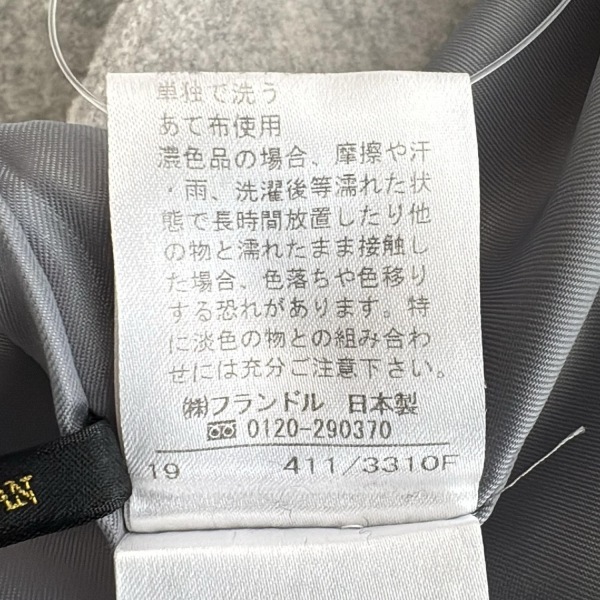 単独で洗う
あて布使用
濃色品の場合、摩擦や汗
・雨、洗濯後等濡れた状
態で長時間放置したり他
の物と濡れたまま接触し
た場合、色落ちや色移り
する恐れがあります。特
に淡色の物との組み合わ
せには充分ご注意下さい。
㈱フランドル 日本製
0120-290370
19 411/3310F